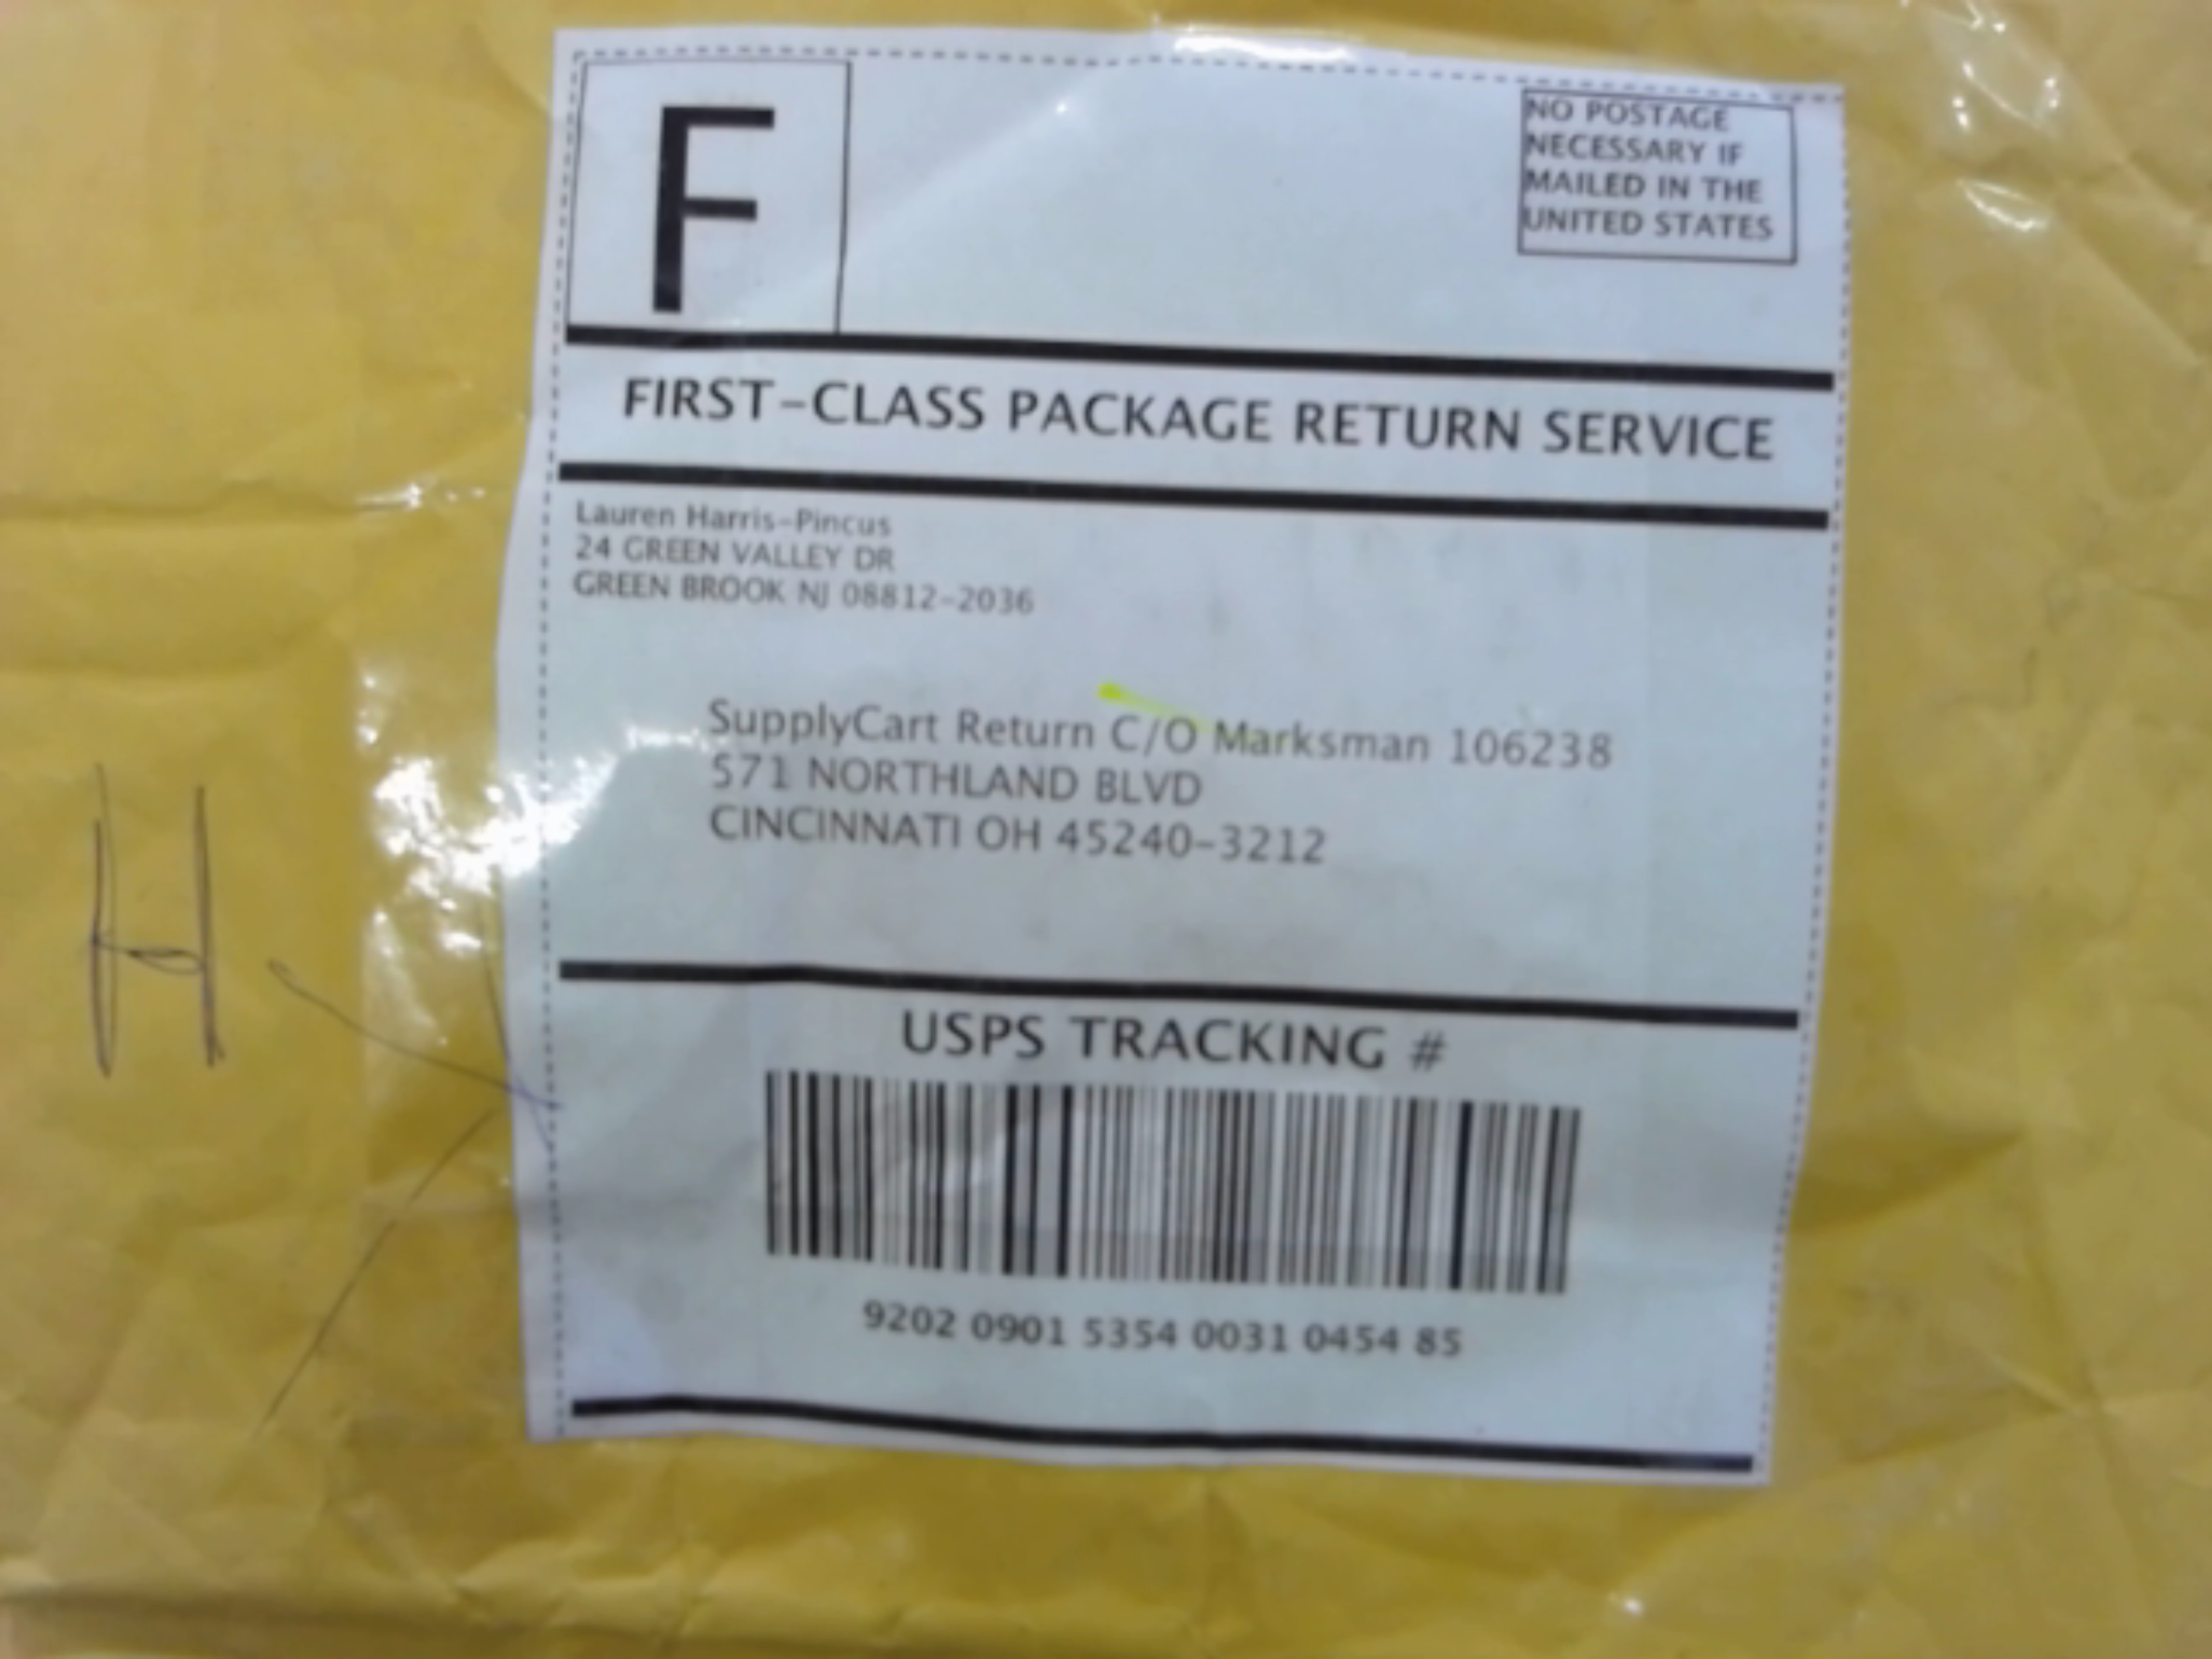 F
NO POSTAGE
NECESSARY IF
MAILED IN THE
UNITED STATES
FIRST-CLASS PACKAGE RETURN SERVICE
Lauren Harris-Pincus
24 GREEN VALLEY DR
GREEN BROOK NJ 08812-2036
SupplyCart Return C/O Marksman 106238
571 NORTHLAND BLVD
CINCINNATI OH 45240-3212
H
USPS TRACKING #
9202 0901 5354 0031 0454 85